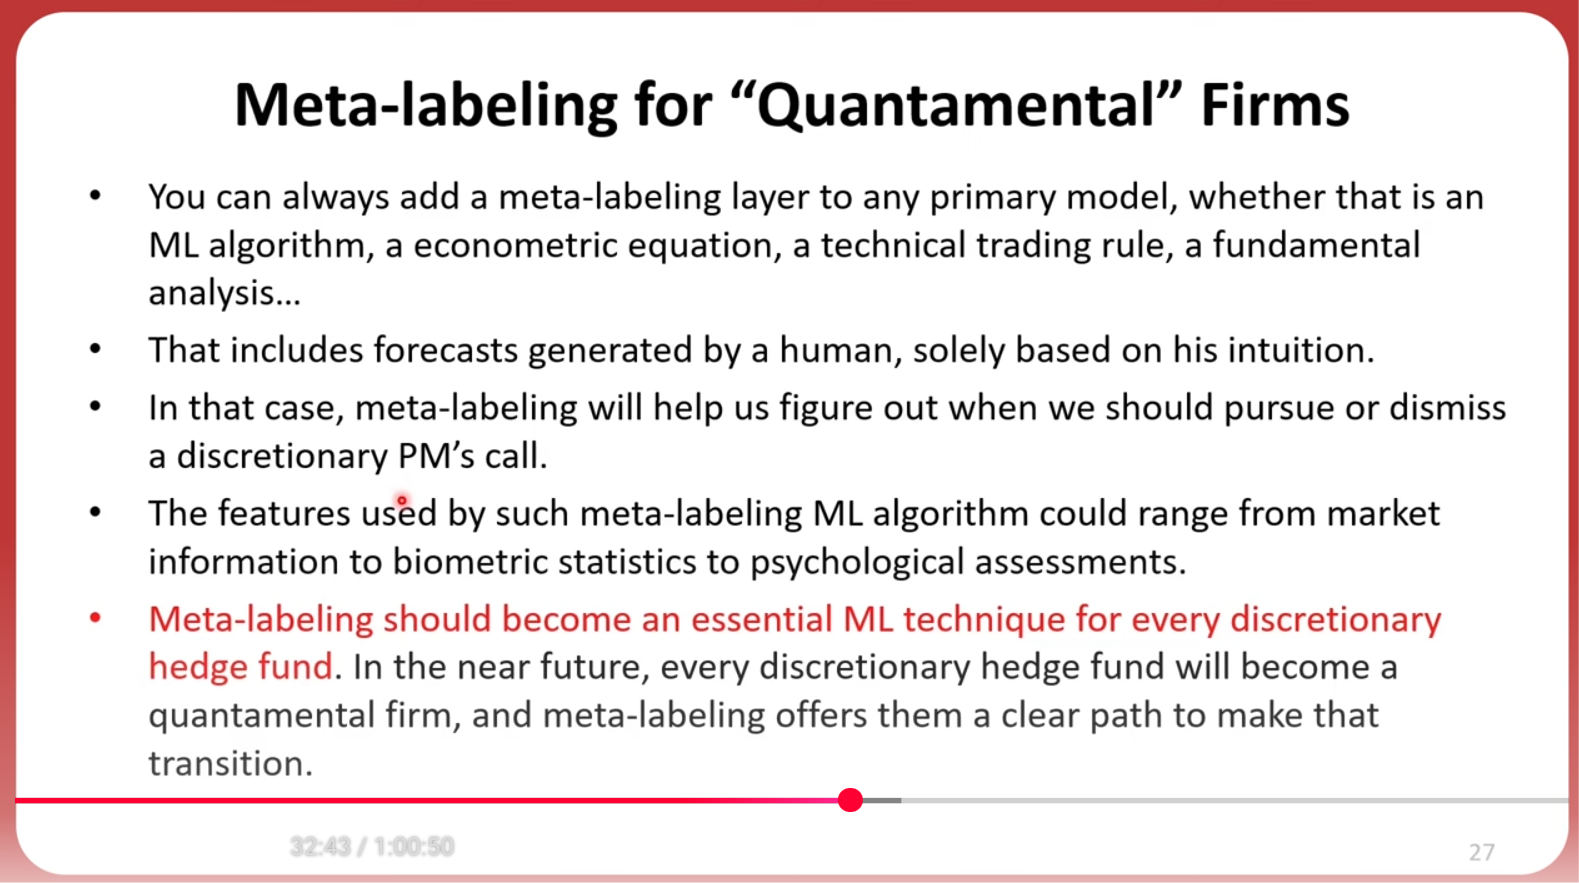 Meta-labeling for “Quantamental” Firms
• You can always add a meta-labeling layer to any primary model, whether that is an
ML algorithm, a econometric equation, a technical trading rule, a fundamental
analysis…
• That includes forecasts generated by a human, solely based on his intuition.
• In that case, meta-labeling will help us figure out when we should pursue or dismiss
a discretionary PM’s call.
• The features used by such meta-labeling ML algorithm could range from market
information to biometric statistics to psychological assessments.
• Meta-labeling should become an essential ML technique for every discretionary
hedge fund. In the near future, every discretionary hedge fund will become a
quantamental firm, and meta-labeling offers them a clear path to make that
transition.
32:43 / 1:00:50
27